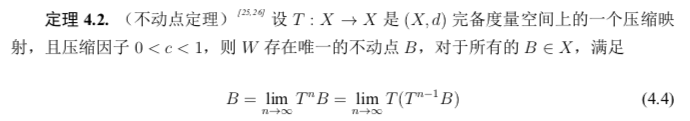 定理 4.2. （不动点定理）[25,26] 设 T : X → X 是 (X, d) 完备度量空间上的一个压缩映
射，且压缩因子 0 < c < 1，则 W 存在唯一的不动点 B，对于所有的 B ∈ X，满足
B = lim_{n→∞} T^n B = lim_{n→∞} T(T^{n−1} B) (4.4)